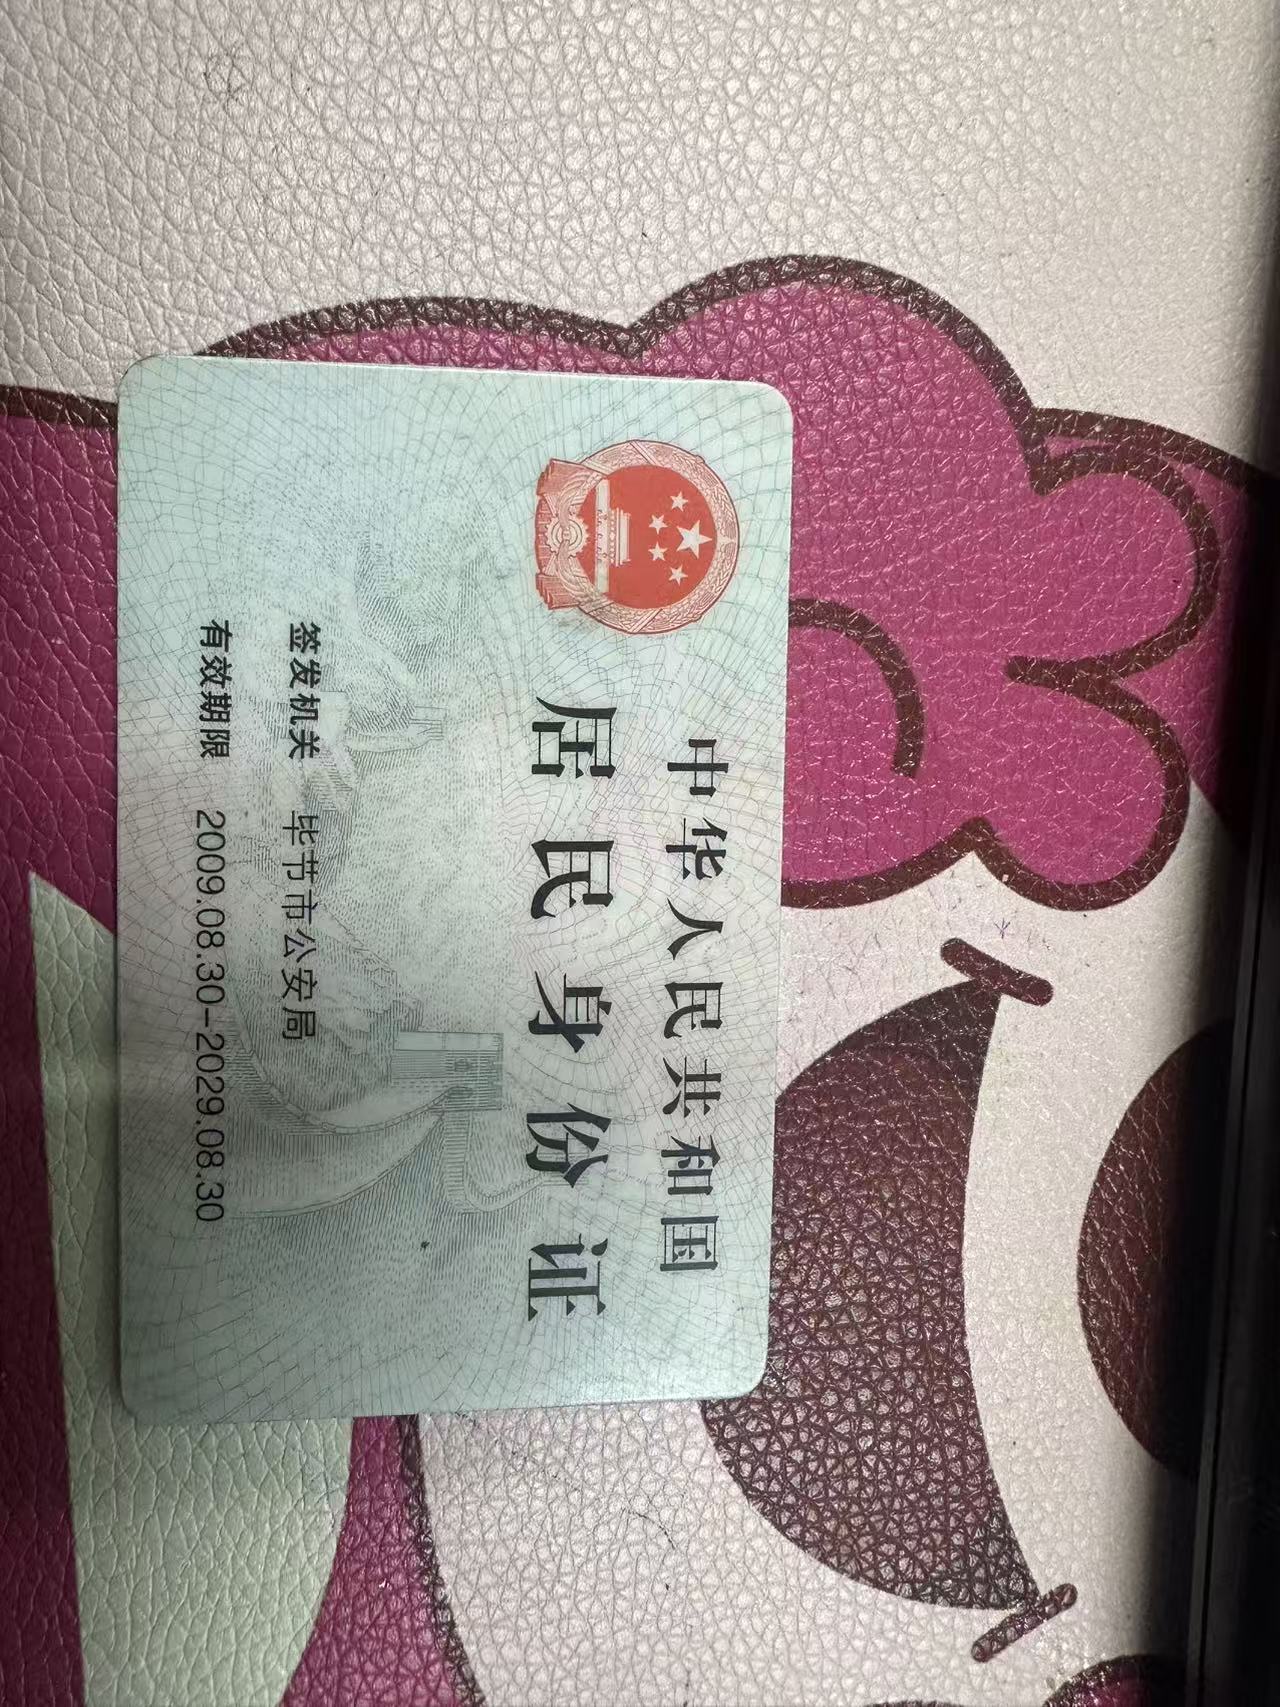 中华人民共和国
居民身份证
签发机关 毕节市公安局
有效期限 2009.08.30-2029.08.30